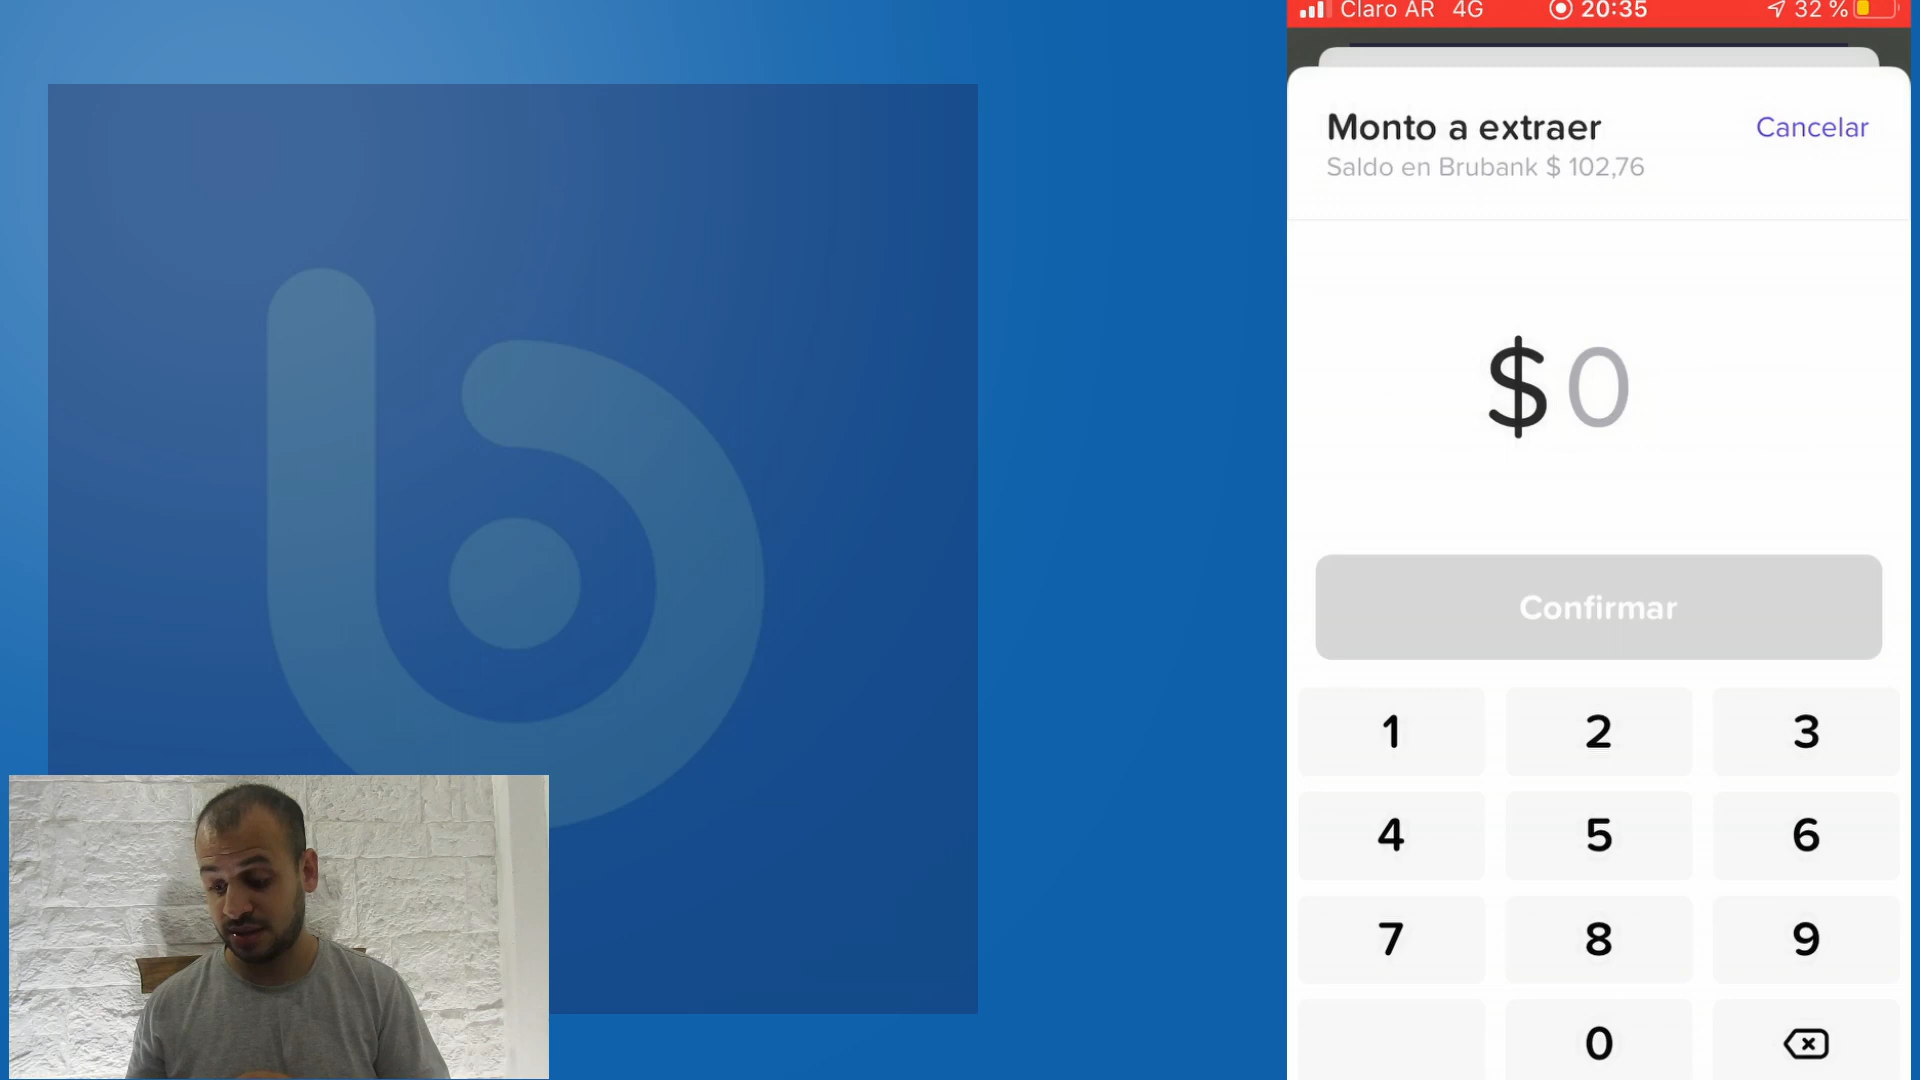 Claro AR 4G 20:35 32 %
Monto a extraer Cancelar
Saldo en Brubank $ 102,76
$ 0
Confirmar
1 2 3
4 5 6
7 8 9
0